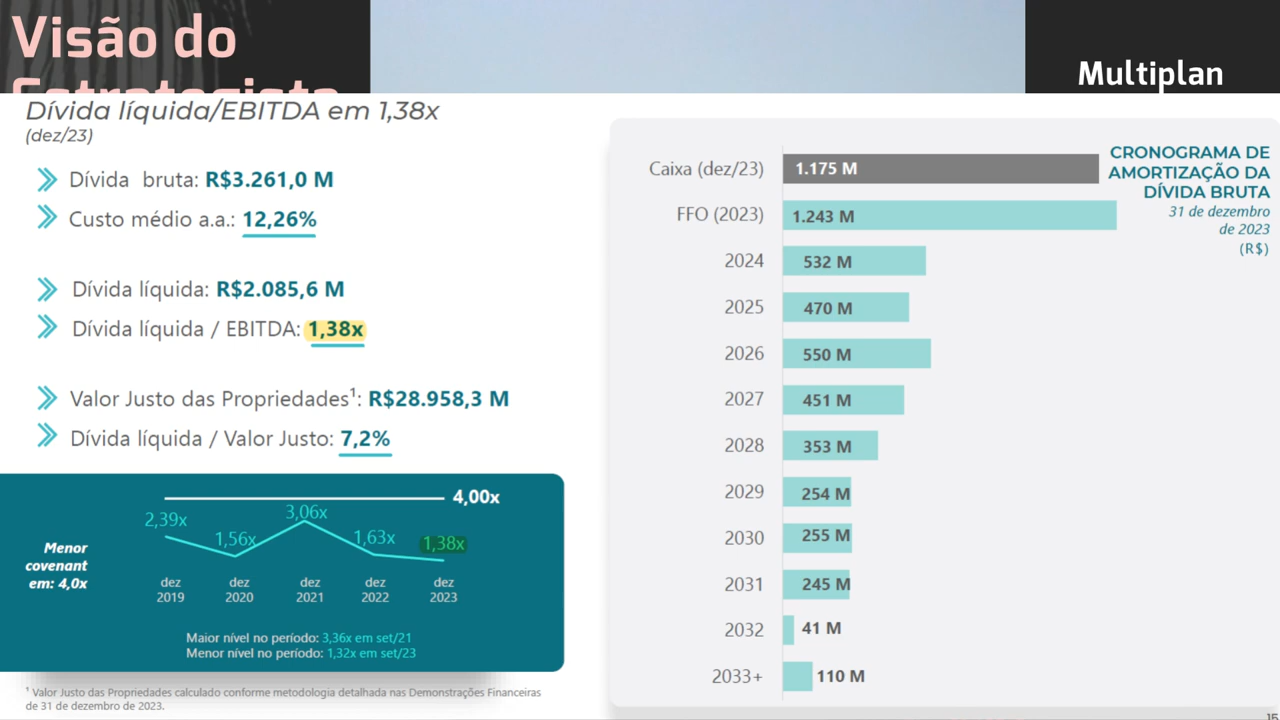 Visão do
Estrategista
Multiplan
Dívida líquida/EBITDA em 1,38x
(dez/23)
Dívida bruta: R$3.261,0 M
Custo médio a.a.: 12,26%
Dívida líquida: R$2.085,6 M
Dívida líquida / EBITDA: 1,38x
Valor Justo das Propriedades¹: R$28.958,3 M
Dívida líquida / Valor Justo: 7,2%
4,00x
2,39x
1,56x
3,06x
1,63x
1,38x
Menor
covenant
em: 4,0x
dez
2019
dez
2020
dez
2021
dez
2022
dez
2023
Maior nível no período: 3,36x em set/21
Menor nível no período: 1,32x em set/23
¹ Valor Justo das Propriedades calculado conforme metodologia detalhada nas Demonstrações Financeiras
de 31 de dezembro de 2023.
CRONOGRAMA DE
AMORTIZAÇÃO DA
DÍVIDA BRUTA
31 de dezembro
de 2023
(R$)
Caixa (dez/23) 1.175 M
FFO (2023) 1.243 M
2024 532 M
2025 470 M
2026 550 M
2027 451 M
2028 353 M
2029 254 M
2030 255 M
2031 245 M
2032 41 M
2033+ 110 M